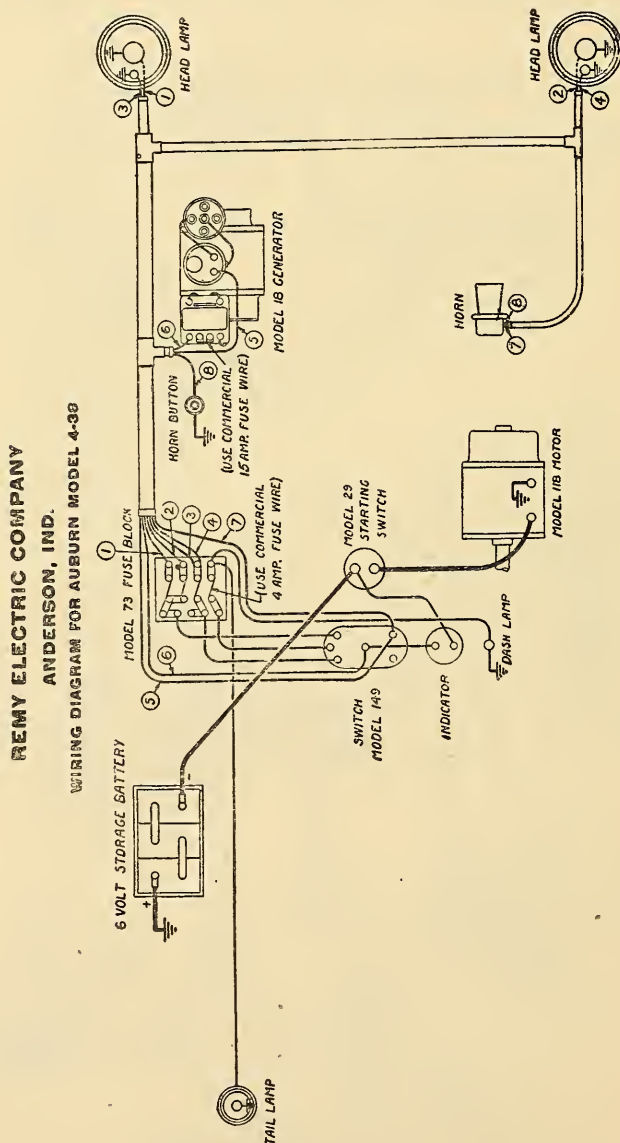 REMY ELECTRIC COMPANY
ANDERSON, IND.
WIRING DIAGRAM FOR AUBURN MODEL 4-38
HEAD LAMP
3
1
HEAD LAMP
2
4
MODEL 18 GENERATOR
6
5
8
HORN BUTTON
(USE COMMERCIAL
15 AMP. FUSE WIRE)
HORN
8
7
MODEL 73 FUSE BLOCK
1
2
3
4
7
(USE COMMERCIAL
4 AMP. FUSE WIRE)
MODEL 29
STARTING
SWITCH
MODEL 11B MOTOR
6
5
SWITCH
MODEL 149
INDICATOR
DASH LAMP
6 VOLT STORAGE BATTERY
+
-
TAIL LAMP